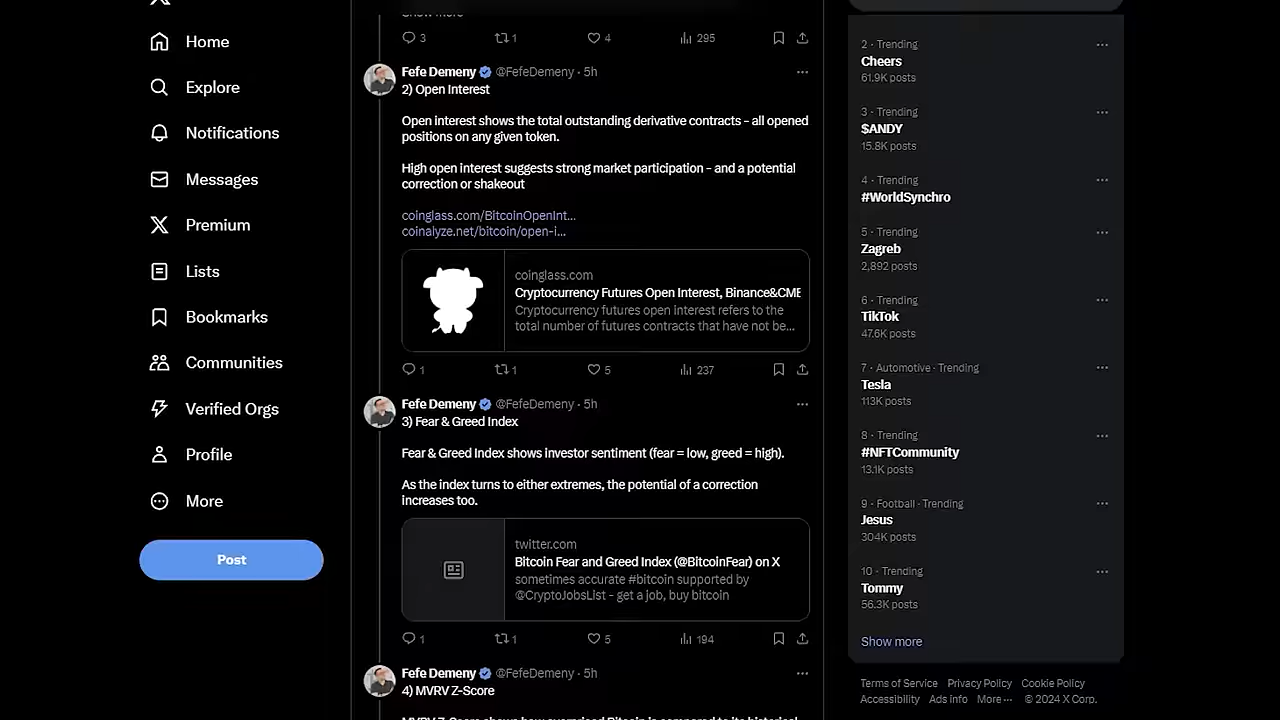 Home
Explore
Notifications
Messages
Premium
Lists
Bookmarks
Communities
Verified Orgs
Profile
More
Post
3
1
4
295
Fefe Demeny @FefeDemeny · 5h
2) Open Interest
Open interest shows the total outstanding derivative contracts – all opened
positions on any given token.
High open interest suggests strong market participation – and a potential
correction or shakeout
coinglass.com/BitcoinOpenInt...
coinalyze.net/bitcoin/open-i...
coinglass.com
Cryptocurrency Futures Open Interest, Binance&CME
Cryptocurrency futures open interest refers to the
total number of futures contracts that have not be...
1
1
5
237
Fefe Demeny @FefeDemeny · 5h
3) Fear & Greed Index
Fear & Greed Index shows investor sentiment (fear = low, greed = high).
As the index turns to either extremes, the potential of a correction
increases too.
twitter.com
Bitcoin Fear and Greed Index (@BitcoinFear) on X
sometimes accurate #bitcoin supported by
@CryptoJobsList - get a job, buy bitcoin
1
1
5
194
Fefe Demeny @FefeDemeny · 5h
4) MVRV Z-Score
2 · Trending
Cheers
61.9K posts
3 · Trending
$ANDY
15.8K posts
4 · Trending
#WorldSynchro
5 · Trending
Zagreb
2,892 posts
6 · Trending
TikTok
47.6K posts
7 · Automotive · Trending
Tesla
113K posts
8 · Trending
#NFTCommunity
13.1K posts
9 · Football · Trending
Jesus
304K posts
10 · Trending
Tommy
56.3K posts
Show more
Terms of Service Privacy Policy Cookie Policy
Accessibility Ads info More ··· © 2024 X Corp.